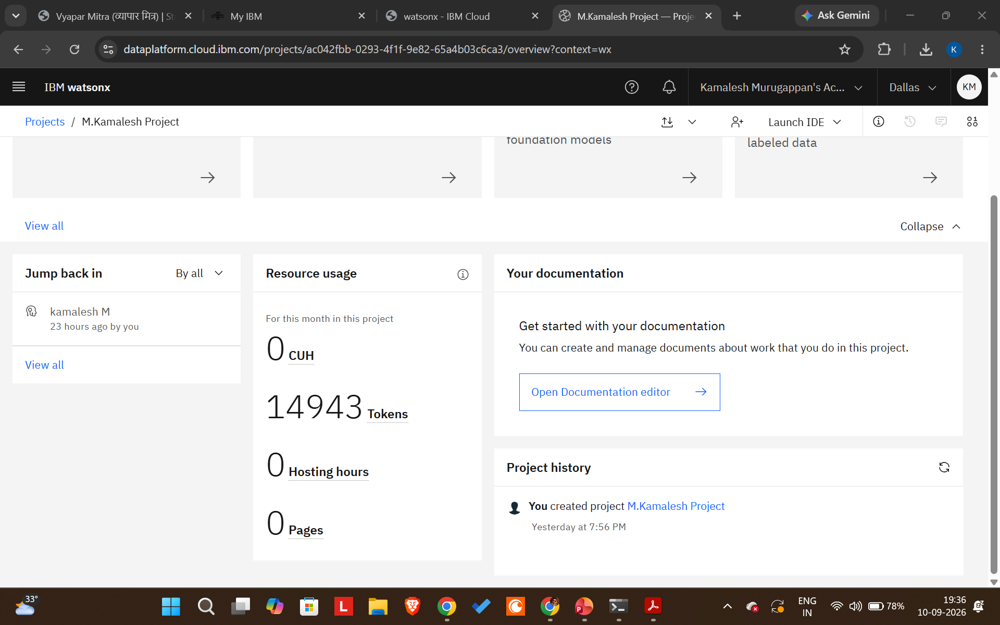 Vyapar Mitra (व्यापार मित्र) | St
My IBM
watsonx - IBM Cloud
M.Kamalesh Project — Proje
Ask Gemini
dataplatform.cloud.ibm.com/projects/ac042fbb-0293-4f1f-9e82-65a4b03c6ca3/overview?context=wx
K
IBM watsonx
Kamalesh Murugappan's Ac...
Dallas
KM
Projects / M.Kamalesh Project
Launch IDE
foundation models
labeled data
View all
Collapse
Jump back in
By all
kamalesh M
23 hours ago by you
View all
Resource usage
For this month in this project
0 CUH
14943 Tokens
0 Hosting hours
0 Pages
Your documentation
Get started with your documentation
You can create and manage documents about work that you do in this project.
Open Documentation editor
Project history
You created project M.Kamalesh Project
Yesterday at 7:56 PM
33°
L
P
ENG
IN
78%
19:36
10-09-2026